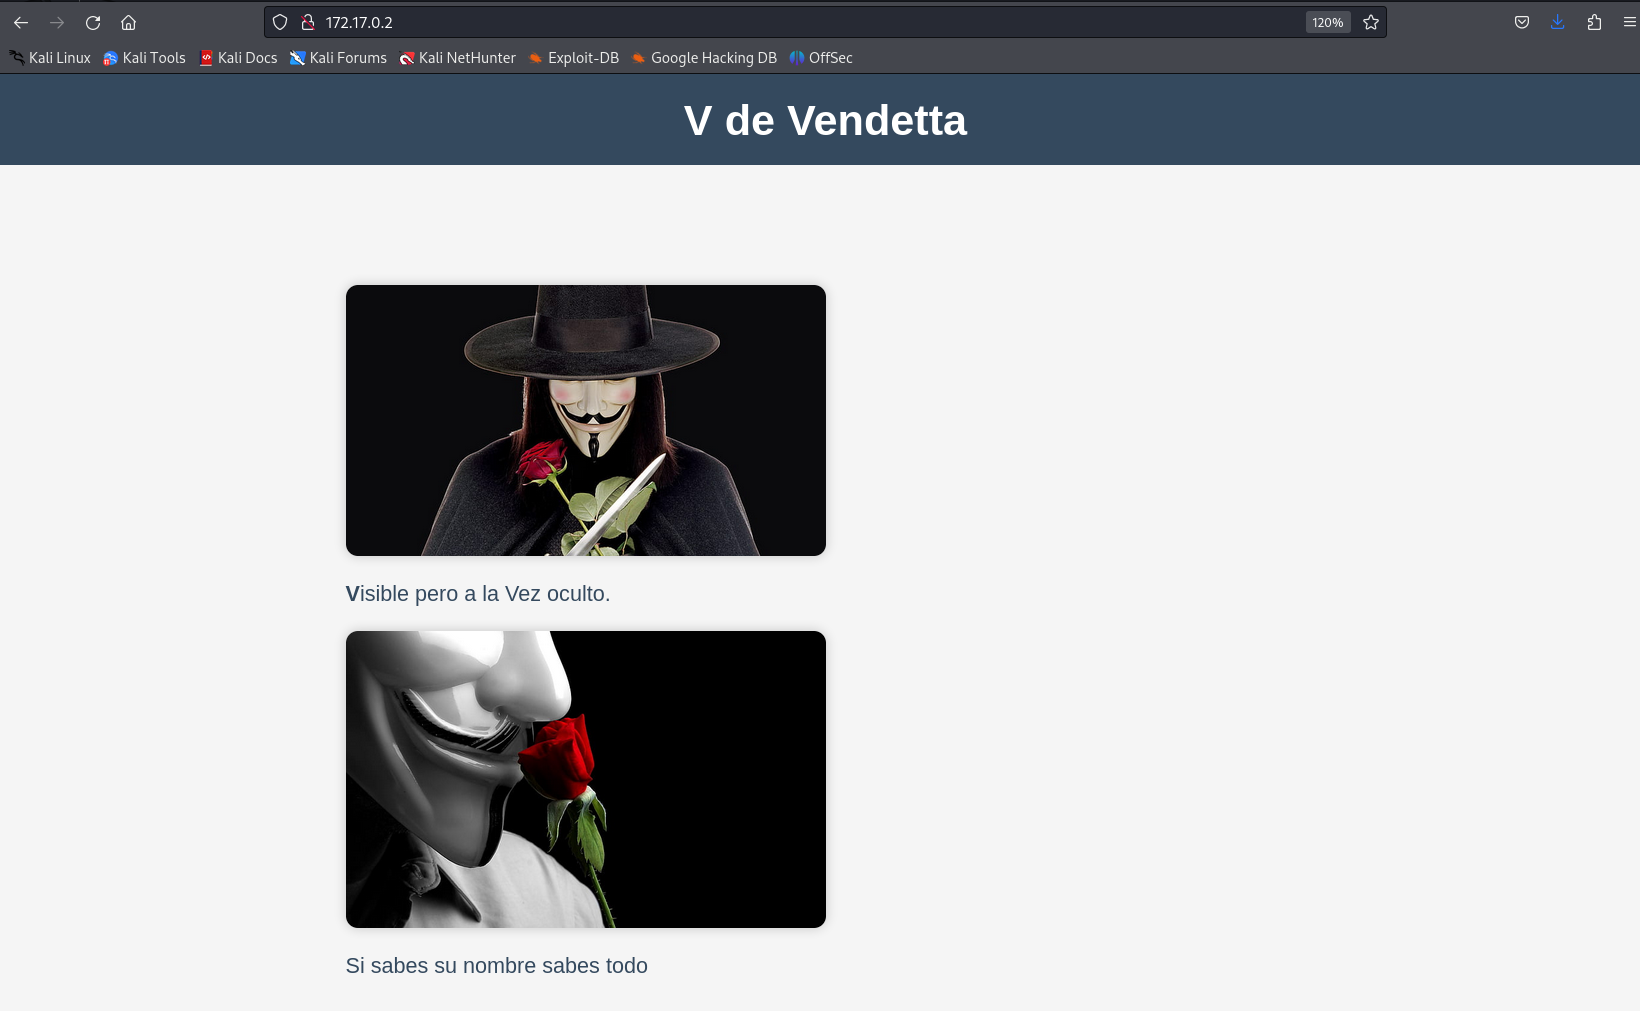 172.17.0.2
120%
Kali Linux Kali Tools Kali Docs Kali Forums Kali NetHunter Exploit-DB Google Hacking DB OffSec
V de Vendetta
Visible pero a la Vez oculto.
Si sabes su nombre sabes todo